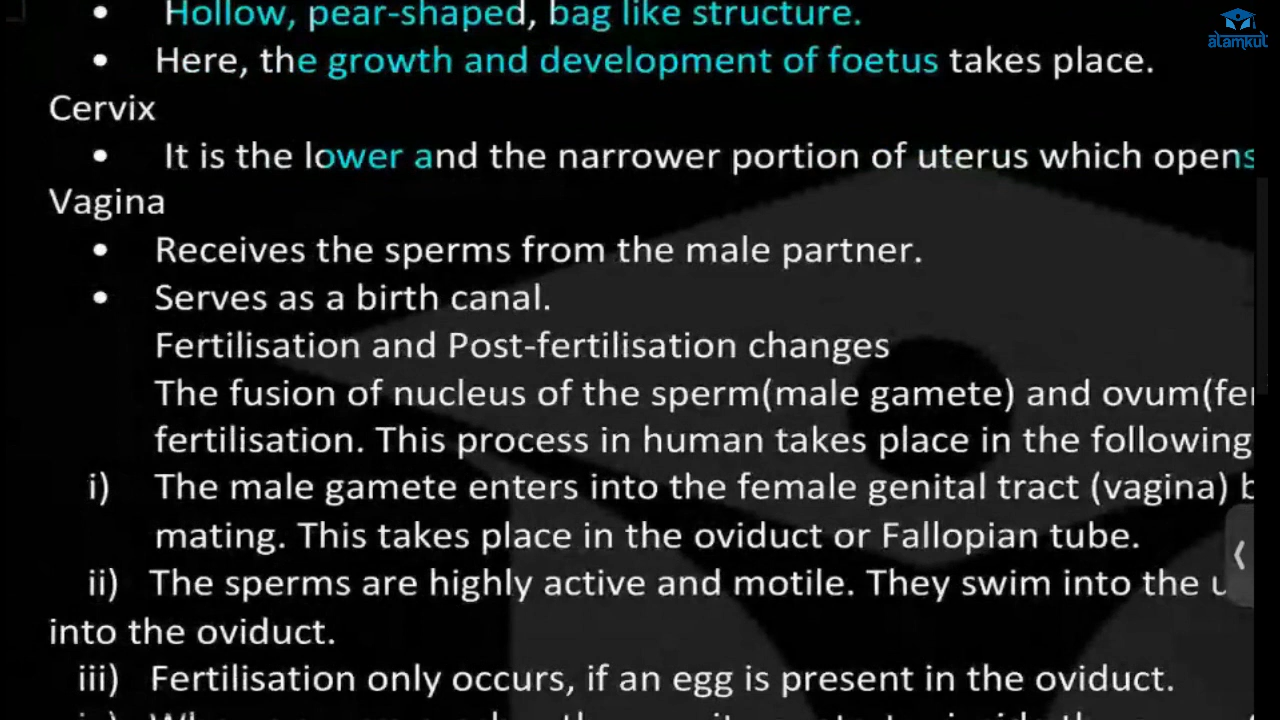 • Hollow, pear-shaped, bag like structure.
alamkut
• Here, the growth and development of foetus takes place.
Cervix
• It is the lower and the narrower portion of uterus which opens
Vagina
• Receives the sperms from the male partner.
• Serves as a birth canal.
Fertilisation and Post-fertilisation changes
The fusion of nucleus of the sperm(male gamete) and ovum(fe
fertilisation. This process in human takes place in the following
i) The male gamete enters into the female genital tract (vagina)
mating. This takes place in the oviduct or Fallopian tube.
ii) The sperms are highly active and motile. They swim into the
into the oviduct.
iii) Fertilisation only occurs, if an egg is present in the oviduct.